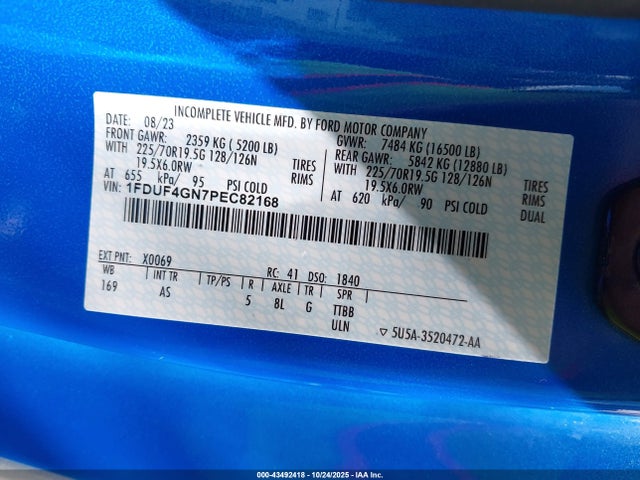 INCOMPLETE VEHICLE MFD. BY FORD MOTOR COMPANY
DATE: 08/23 GVWR: 7484 KG (16500 LB)
FRONT GAWR: 2359 KG ( 5200 LB) REAR GAWR: 5842 KG (12880 LB)
WITH 225/70R19.5G 128/126N TIRES WITH 225/70R19.5G 128/126N TIRES
19.5X6.0RW RIMS 19.5X6.0RW RIMS
AT 655 kPa/ 95 PSI COLD AT 620 kPa/ 90 PSI COLD DUAL
VIN: 1FDUF4GN7PEC82168
EXT PNT: X0069 RC: 41 DSO: 1840
WB INT TR TP/PS R AXLE TR SPR
169 AS 5 8L G TTBB
ULN ▽ 5U5A-3520472-AA
000-43492418 - 10/24/2025 - IAA Inc.